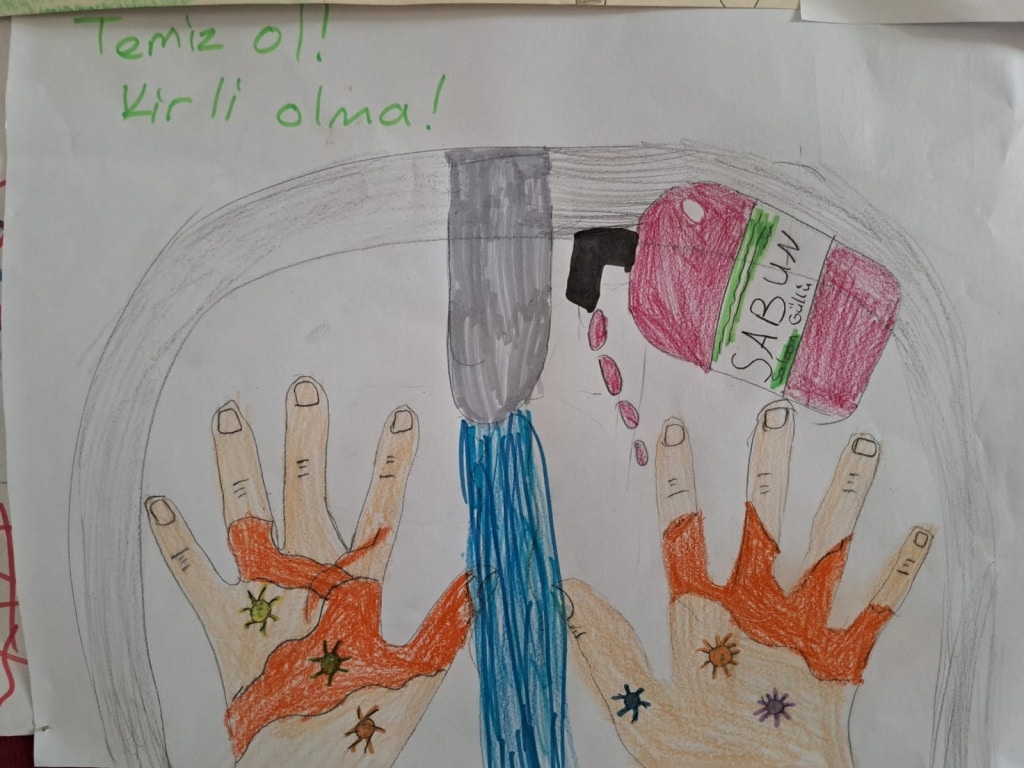 Temiz ol!
Kirli olma!
SABUN
Güllü